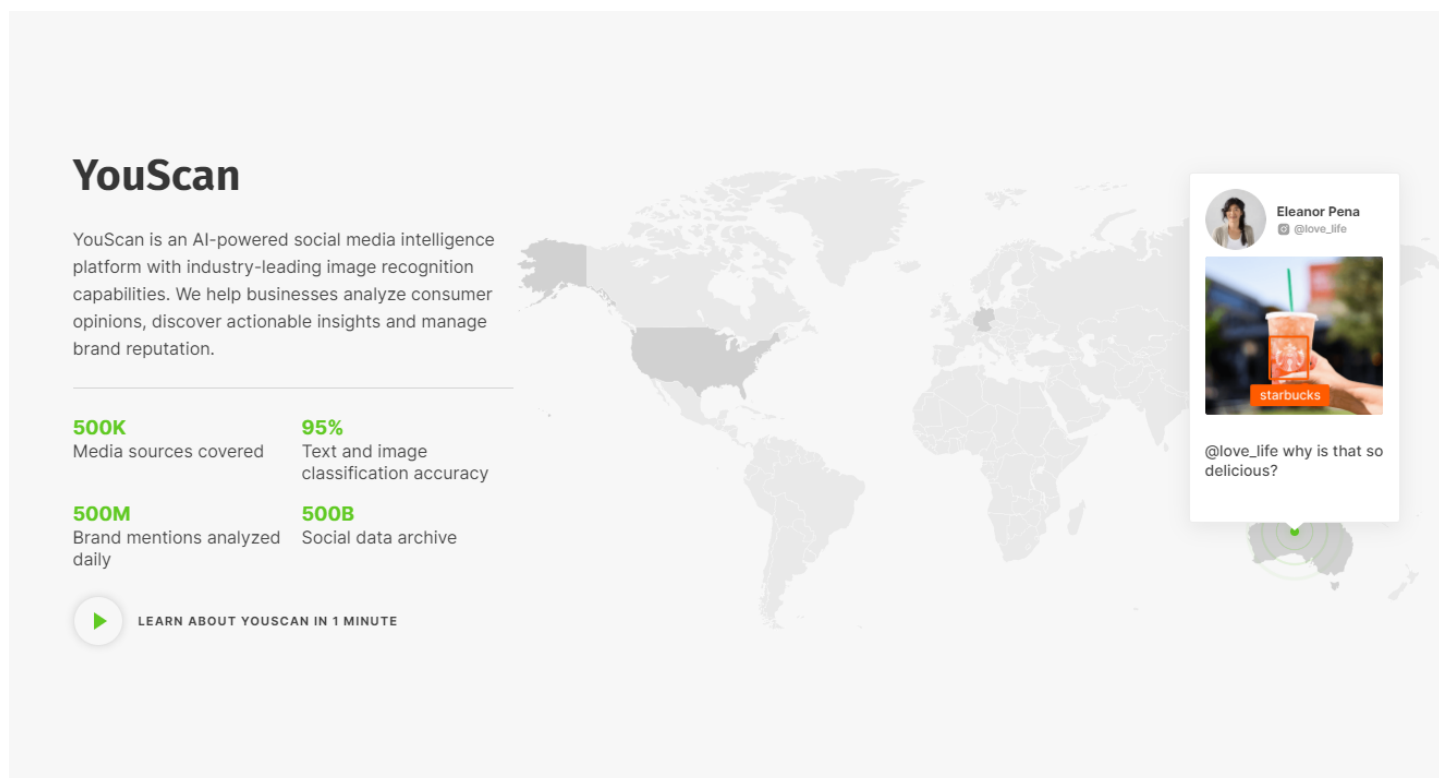 YouScan
YouScan is an AI-powered social media intelligence
platform with industry-leading image recognition
capabilities. We help businesses analyze consumer
opinions, discover actionable insights and manage
brand reputation.
500K
Media sources covered
95%
Text and image
classification accuracy
500M
Brand mentions analyzed
daily
500B
Social data archive
LEARN ABOUT YOUSCAN IN 1 MINUTE
Eleanor Pena
@love_life
starbucks
@love_life why is that so
delicious?